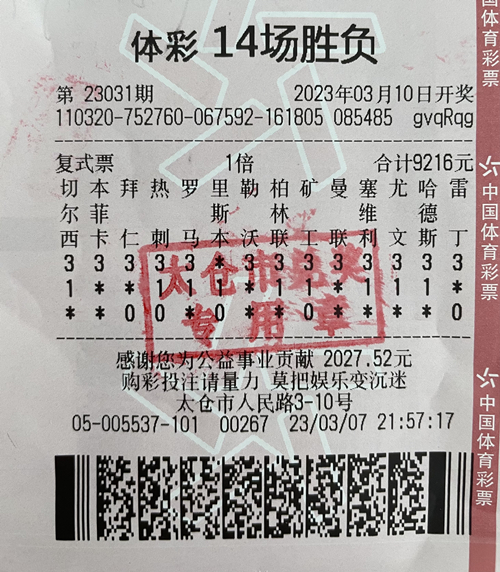 体彩 14场胜负
第 23031期 2023年03月10日开奖
110320-752760-067592-161805 085485 gvqRqg
复式票 1倍 合计9216元
切 本 拜 热 罗 里 勒 柏 矿 曼 塞 尤 哈 雷
尔 菲 斯 林 维 德
西 卡 仁 刺 马 本 沃 联 工 联 利 文 斯 丁
3 3 3 3 3 * 3 3 3 3 3 3 3 3
1 * * 1 1 1 1 * 1 1 * 1 1 *
* * 0 0 * 0 * * 0 * * * * 0
太仓市兑奖
专用章
感谢您为公益事业贡献 2027.52元
购彩投注请量力 莫把娱乐变沉迷
太仓市人民路3-10号
05-005537-101 00267 23/03/07 21:57:17
国体育彩票
中国体育彩票
中国体育彩票